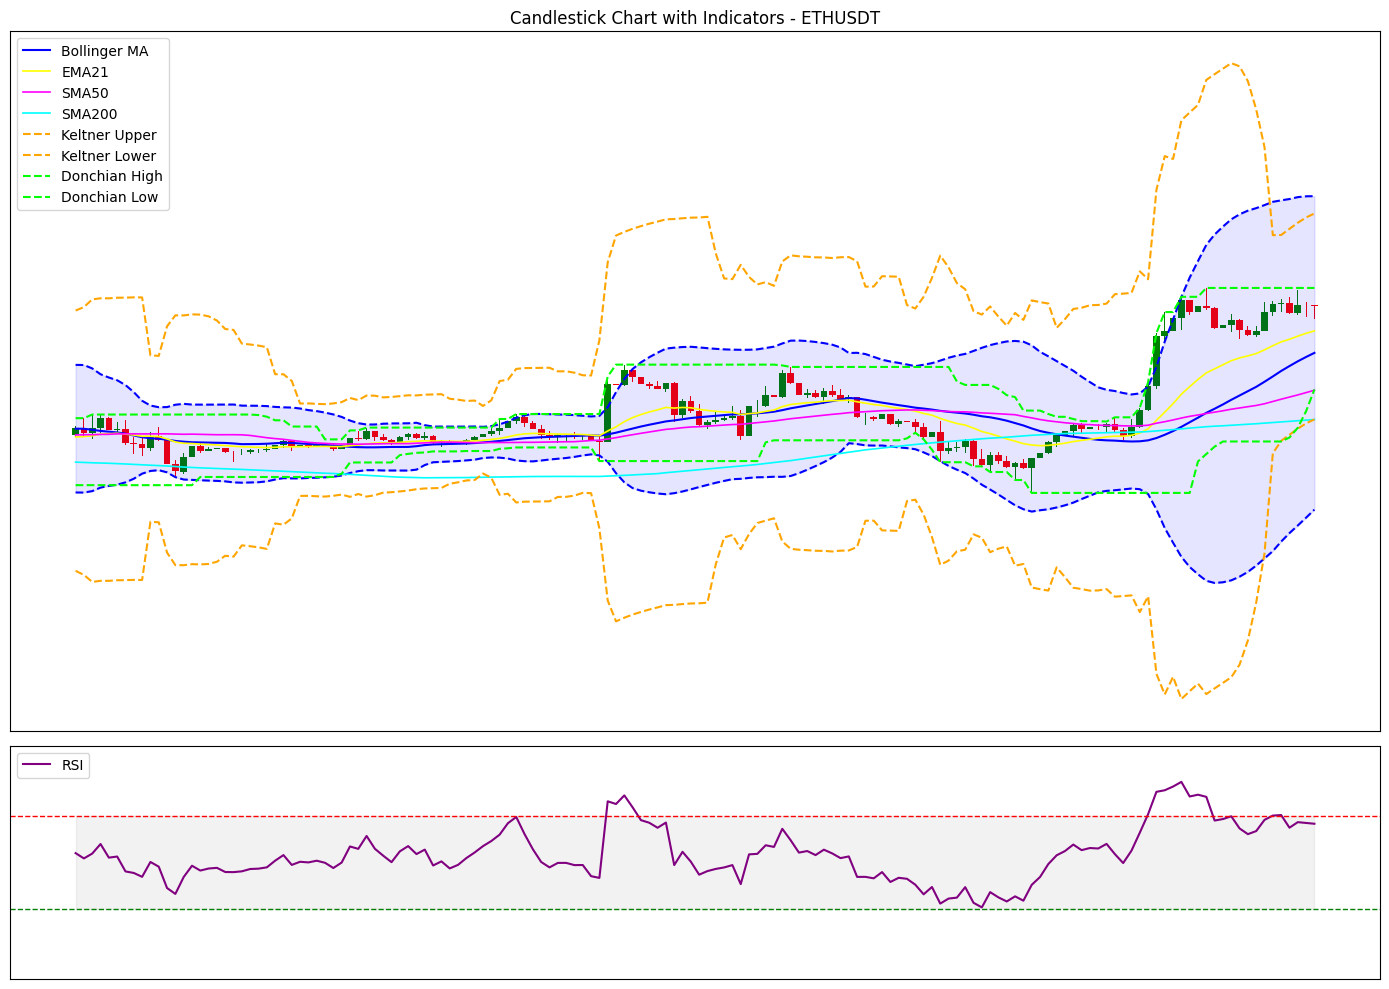 Candlestick Chart with Indicators - ETHUSDT
Bollinger MA
EMA21
SMA50
SMA200
Keltner Upper
Keltner Lower
Donchian High
Donchian Low
RSI